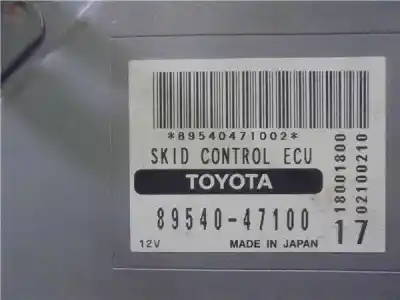 *89540471002*
SKID CONTROL ECU
TOYOTA
89540-47100
12V MADE IN JAPAN 17
18001800
02100210